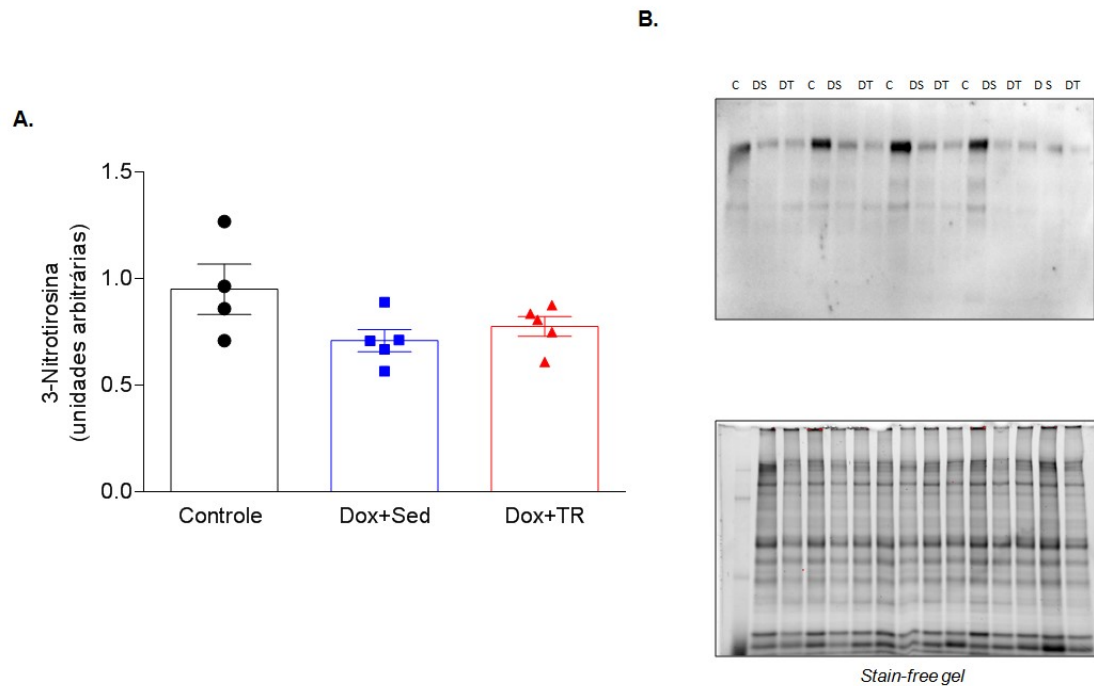 A.
3-Nitrotirosina
(unidades arbitrárias)
1.5
1.0
0.5
0.0
Controle Dox+Sed Dox+TR
B.
C DS DT C DS DT C DS DT C DS DT D S DT
Stain-free gel